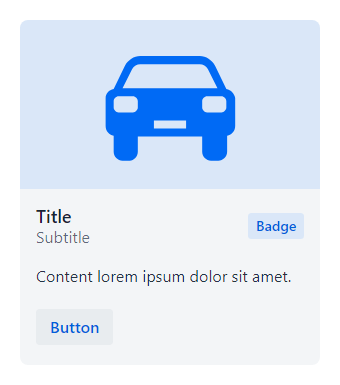 Title
Subtitle
Badge
Content lorem ipsum dolor sit amet.
Button